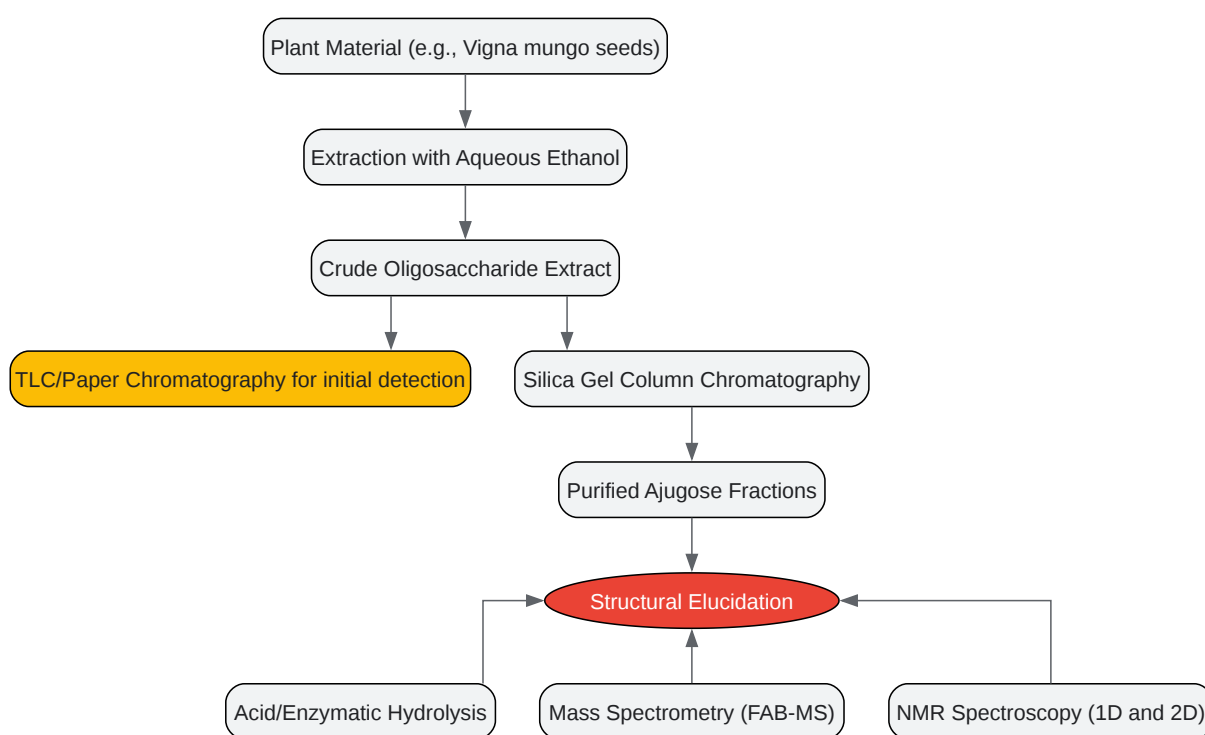 Plant Material (e.g., Vigna mungo seeds)
Extraction with Aqueous Ethanol
Crude Oligosaccharide Extract
TLC/Paper Chromatography for initial detection
Silica Gel Column Chromatography
Purified Ajugose Fractions
Structural Elucidation
Acid/Enzymatic Hydrolysis
Mass Spectrometry (FAB-MS)
NMR Spectroscopy (1D and 2D)